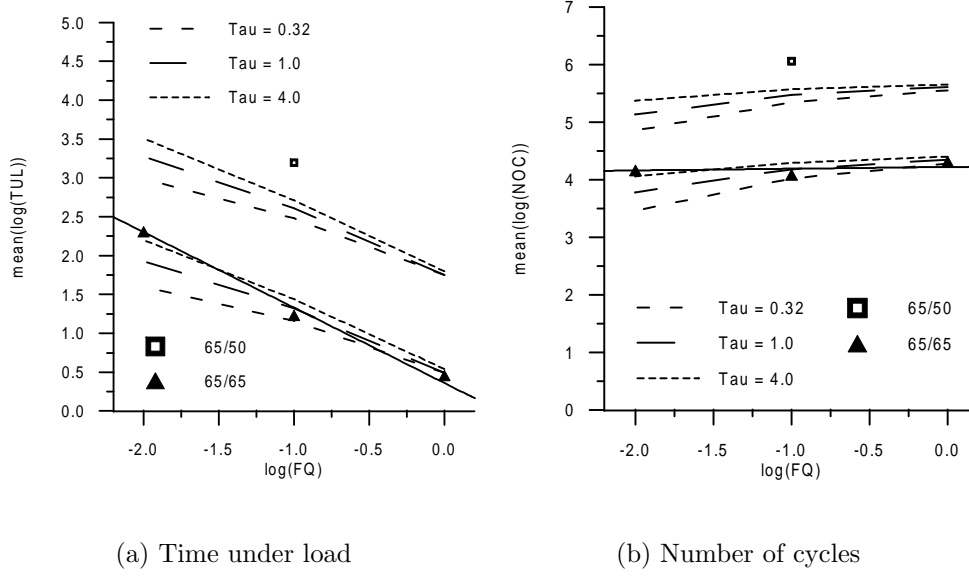 5.0
4.5
4.0
3.5
3.0
2.5
2.0
1.5
1.0
0.5
0.0
mean(log(TUL))
Tau = 0.32
Tau = 1.0
Tau = 4.0
65/50
65/65
-2.0 -1.5 -1.0 -0.5 0.0
log(FQ)
(a) Time under load
7
6
5
4
3
2
1
0
mean(log(NOC))
Tau = 0.32
Tau = 1.0
Tau = 4.0
65/50
65/65
-2.0 -1.5 -1.0 -0.5 0.0
log(FQ)
(b) Number of cycles